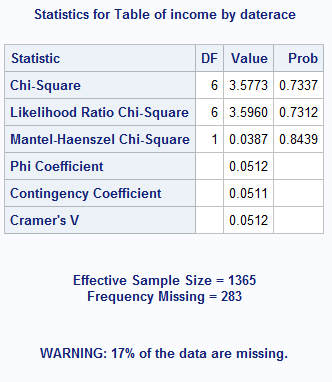 Statistics for Table of income by daterace
Statistic DF Value Prob
Chi-Square 6 3.5773 0.7337
Likelihood Ratio Chi-Square 6 3.5960 0.7312
Mantel-Haenszel Chi-Square 1 0.0387 0.8439
Phi Coefficient 0.0512
Contingency Coefficient 0.0511
Cramer's V 0.0512
Effective Sample Size = 1365
Frequency Missing = 283
WARNING: 17% of the data are missing.